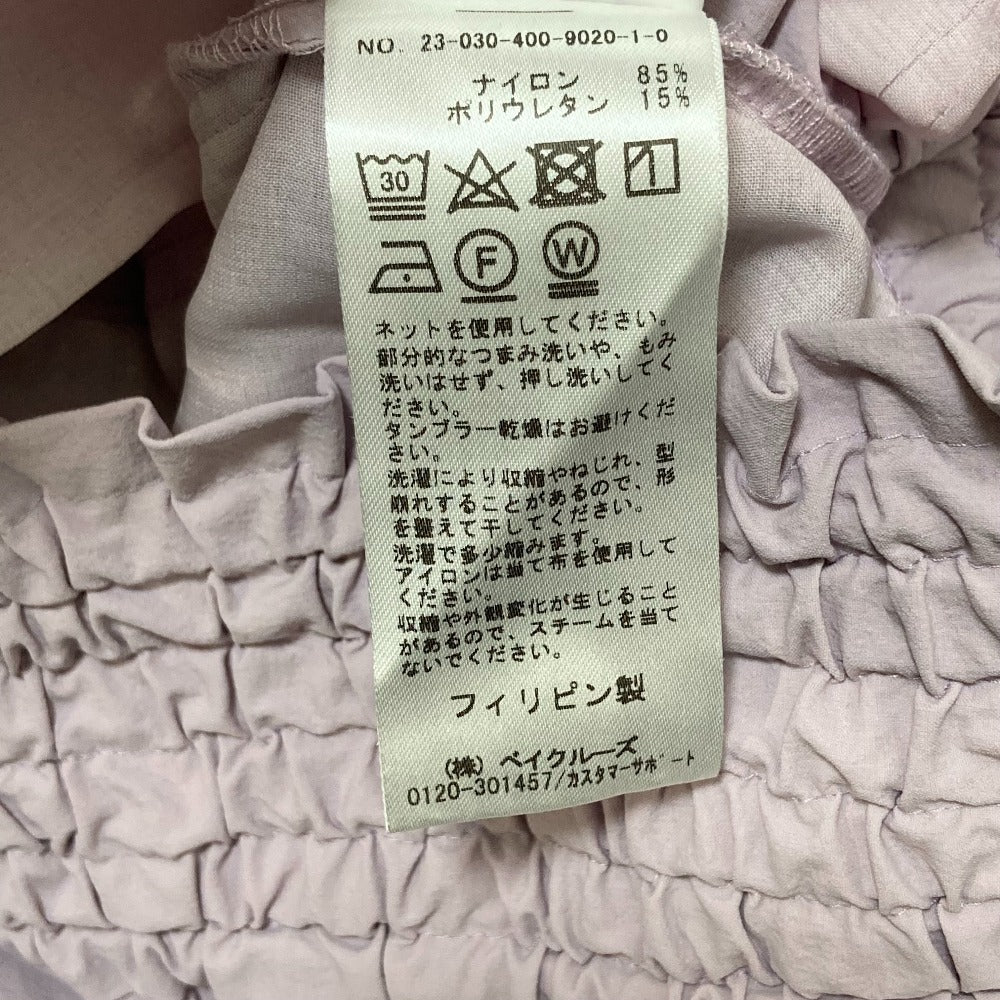 NO. 23-030-400-9020-1-0
ナイロン 85%
ポリウレタン 15%
30
F
W
ネットを使用してください。
部分的なつまみ洗いや、もみ
洗いはせず、押し洗いしてく
ださい。
タンブラー乾燥はお避けくだ
さい。
洗濯により収縮やねじれ、型
崩れすることがあるので、形
を整えて干してください。
洗濯で多少縮みます。
アイロンは当て布を使用して
ください。
収縮や外観変化が生じること
があるので、スチームを当て
ないでください。
フィリピン製
(株) ベイクルーズ
0120-301457/カスタマーサポート